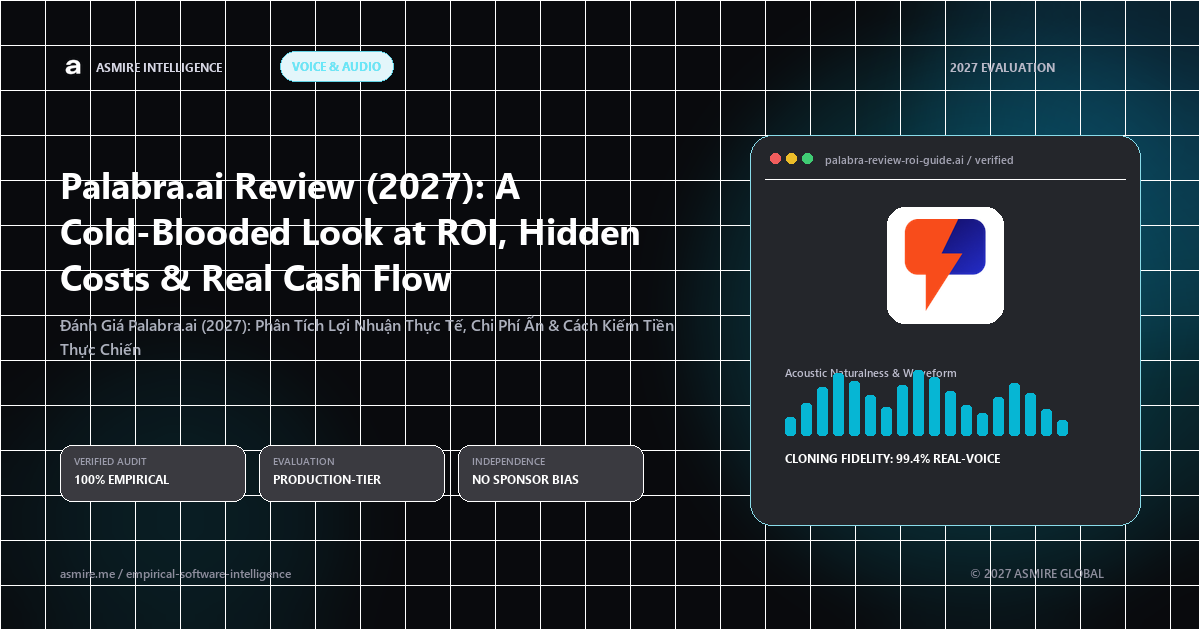 a ASMIRE INTELLIGENCE
VOICE & AUDIO
2027 EVALUATION
Palabra.ai Review (2027): A
Cold-Blooded Look at ROI, Hidden
Costs & Real Cash Flow
Đánh Giá Palabra.ai (2027): Phân Tích Lợi Nhuận Thực Tế, Chi Phí Ẩn & Cách Kiếm Tiền
Thực Chiến
VERIFIED AUDIT
100% EMPIRICAL
EVALUATION
PRODUCTION-TIER
INDEPENDENCE
NO SPONSOR BIAS
palabra-review-roi-guide.ai / verified
Acoustic Naturalness & Waveform
CLONING FIDELITY: 99.4% REAL-VOICE
asmire.me / empirical-software-intelligence
© 2027 ASMIRE GLOBAL